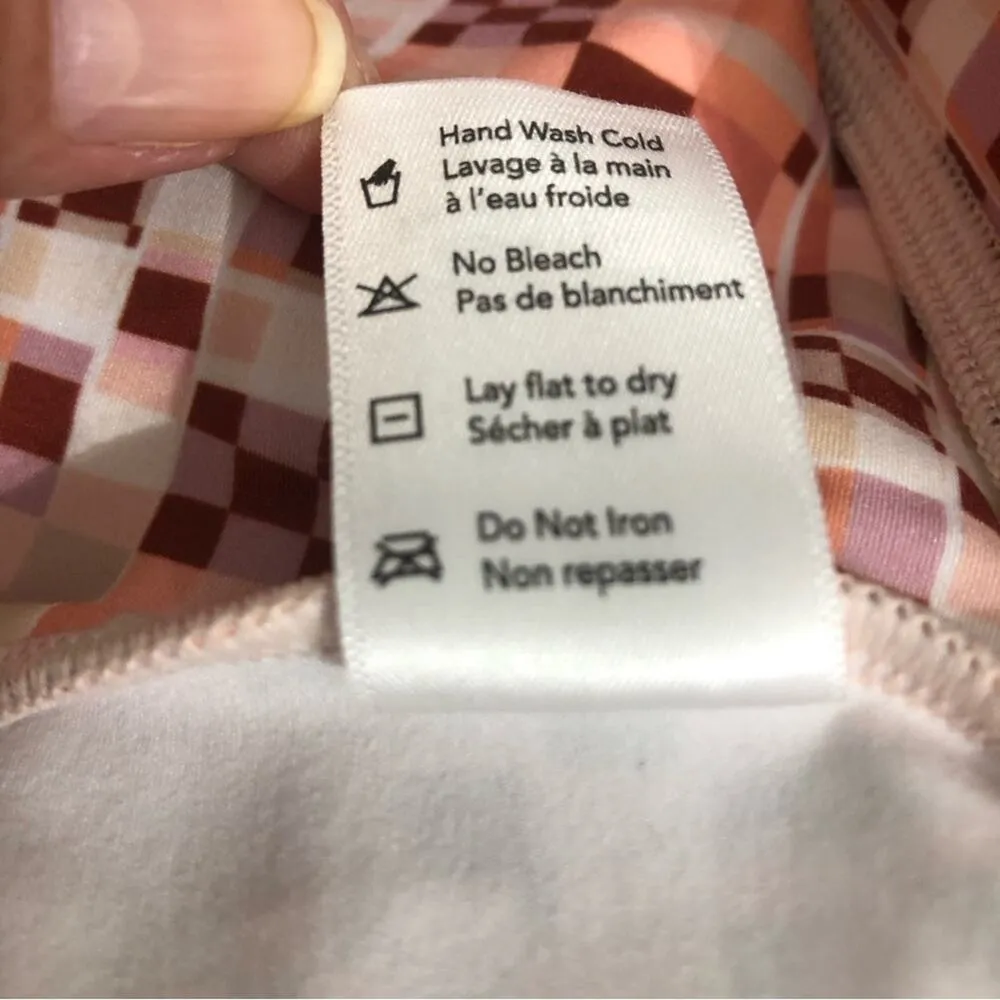 Hand Wash Cold
Lavage à la main
à l'eau froide
No Bleach
Pas de blanchiment
Lay flat to dry
Sécher à plat
Do Not Iron
Non repasser